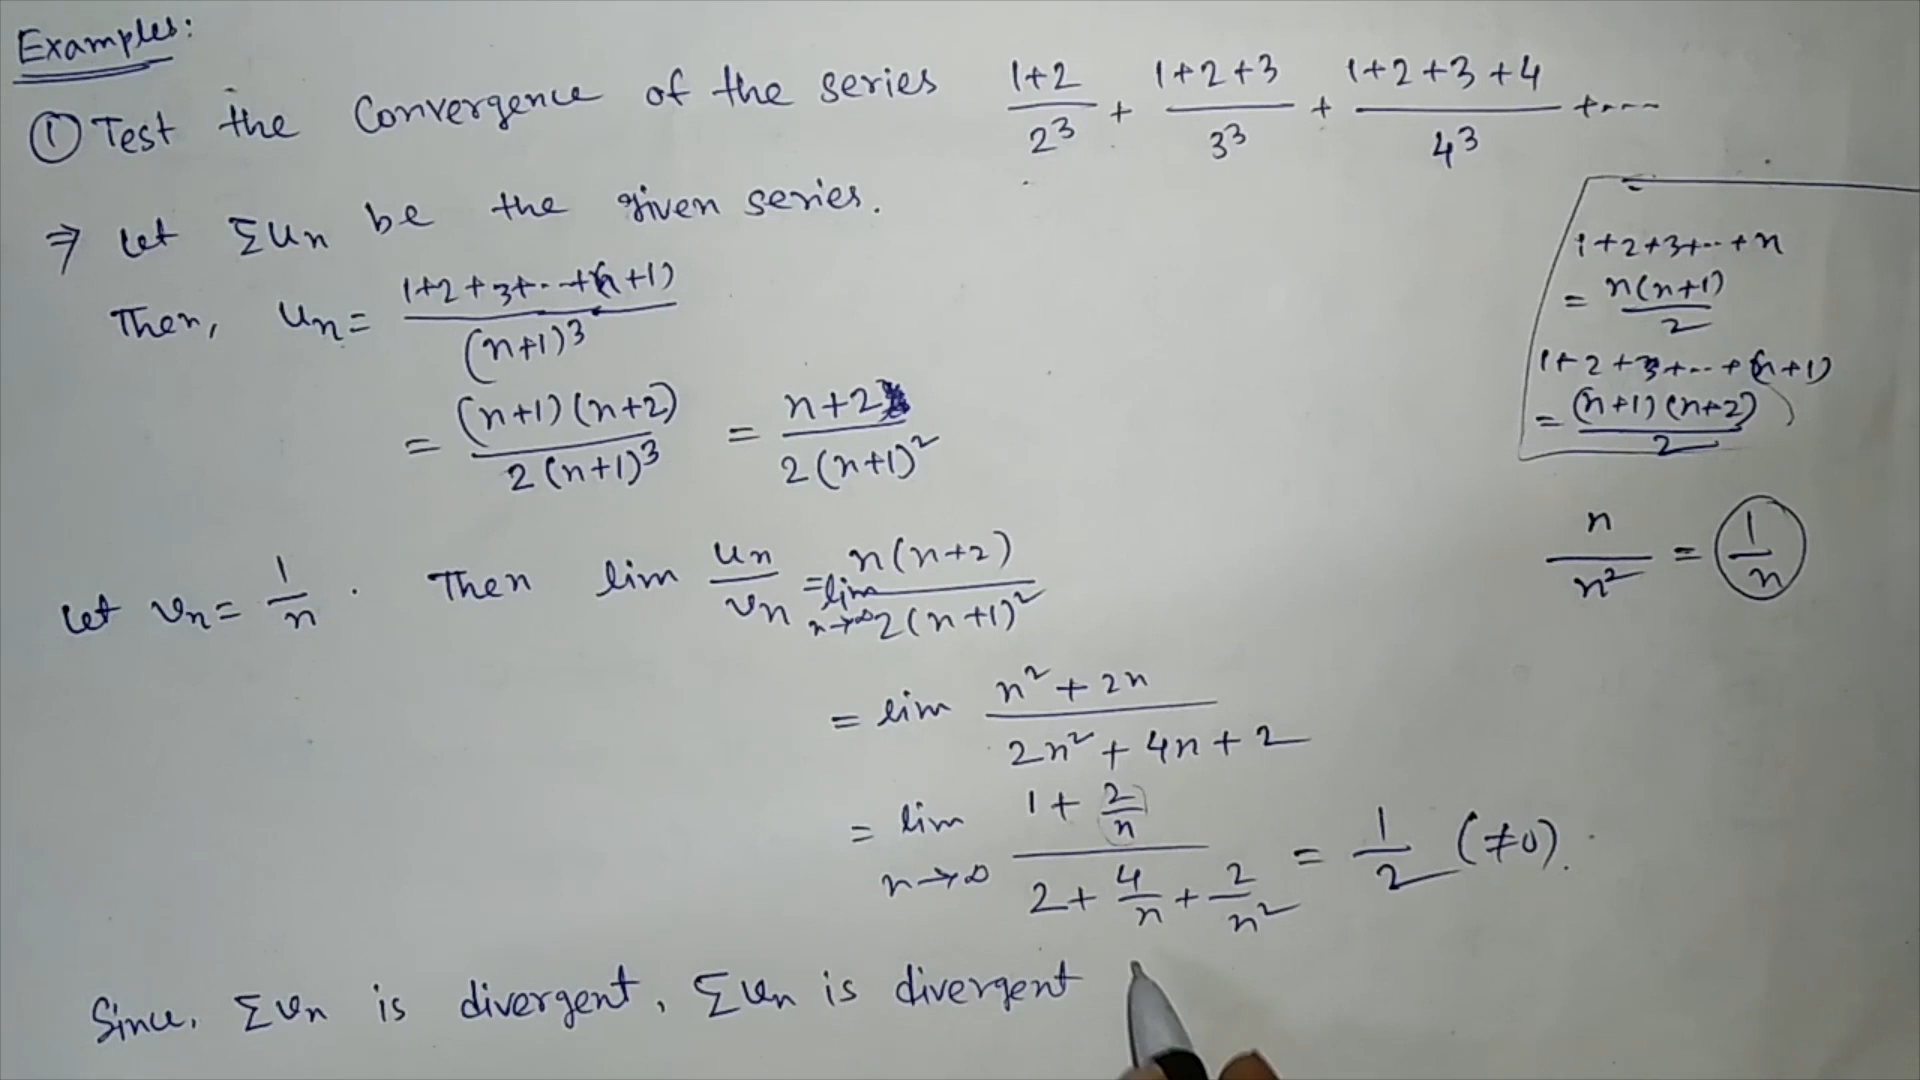 Examples:
① Test the Convergence of the series (1+2)/2³ + (1+2+3)/3³ + (1+2+3+4)/4³ + ----
⇒ Let Σun be the given series.
Then, un = (1+2+3+--+(n+1))/(n+1)³
= (n+1)(n+2)/2(n+1)³ = n+2/2(n+1)²
1+2+3+--+n
= n(n+1)/2
1+2+3+--+(n+1)
= (n+1)(n+2)/2
n/n² = 1/n
Let vn = 1/n . Then lim un/vn = lim n→∞ n(n+2)/2(n+1)²
= lim n²+2n/2n²+4n+2
= lim n→∞ (1+2/n)/(2+4/n+2/n²) = 1/2 (≠0).
Since, Σvn is divergent, Σun is divergent